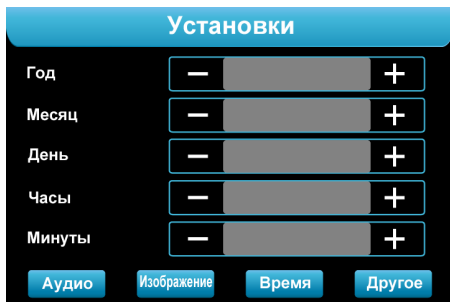 Установки
Год − +
Месяц − +
День − +
Часы − +
Минуты − +
Аудио Изображение Время Другое